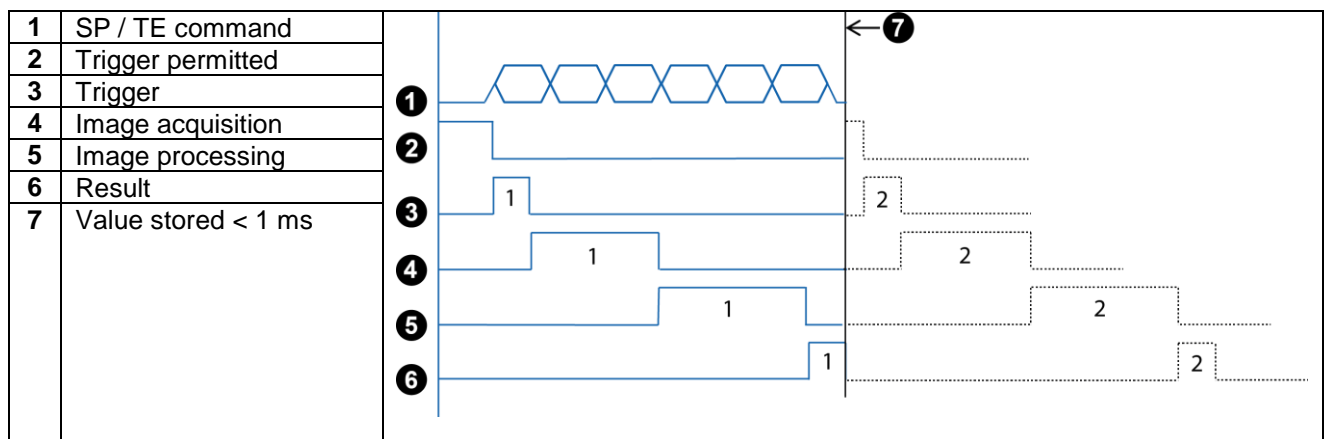 1 SP / TE command
2 Trigger permitted
3 Trigger
4 Image acquisition
5 Image processing
6 Result
7 Value stored < 1 ms
7
1
2
3 1 2
4 1 2
5 1 2
6 1 2